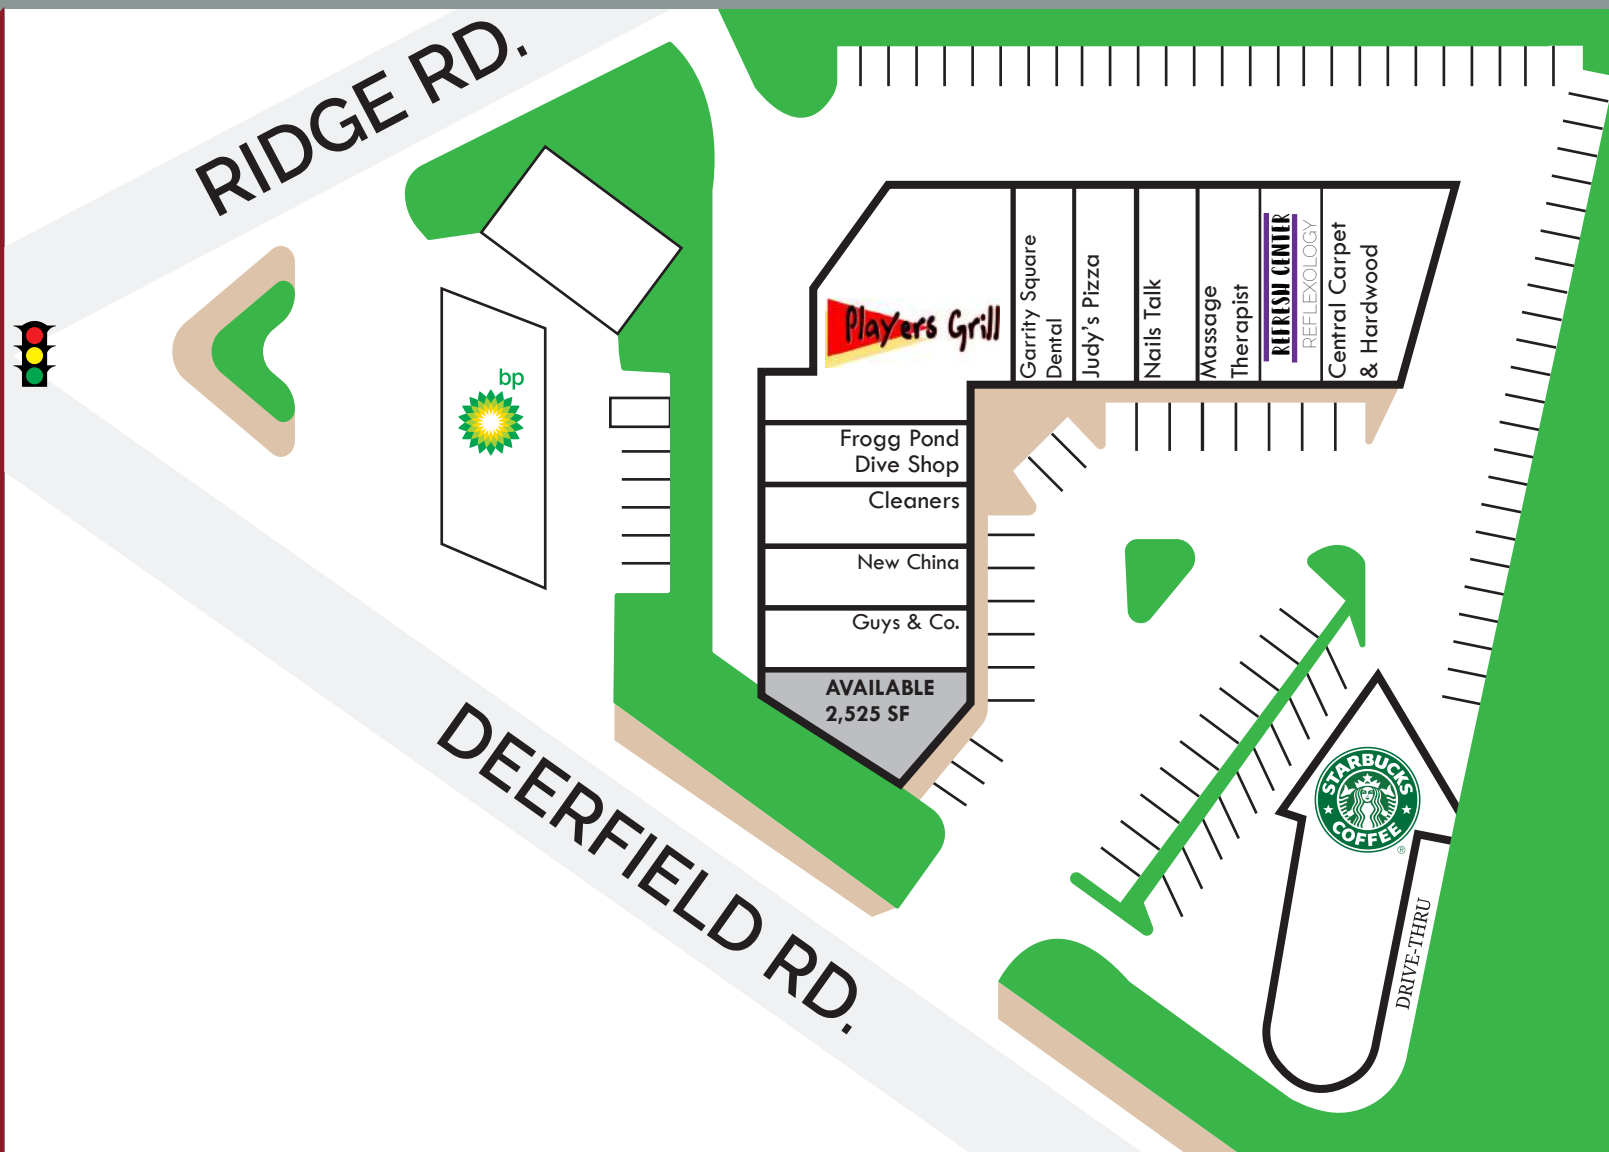 RIDGE RD.
bp
Players Grill
Garrity Square
Dental
Judy's Pizza
Nails Talk
Massage
Therapist
REFRESH CENTER
REFLEXOLOGY
Central Carpet
& Hardwood
Frogg Pond
Dive Shop
Cleaners
New China
Guys & Co.
AVAILABLE
2,525 SF
DEERFIELD RD.
STARBUCKS
COFFEE
®
DRIVE-THRU